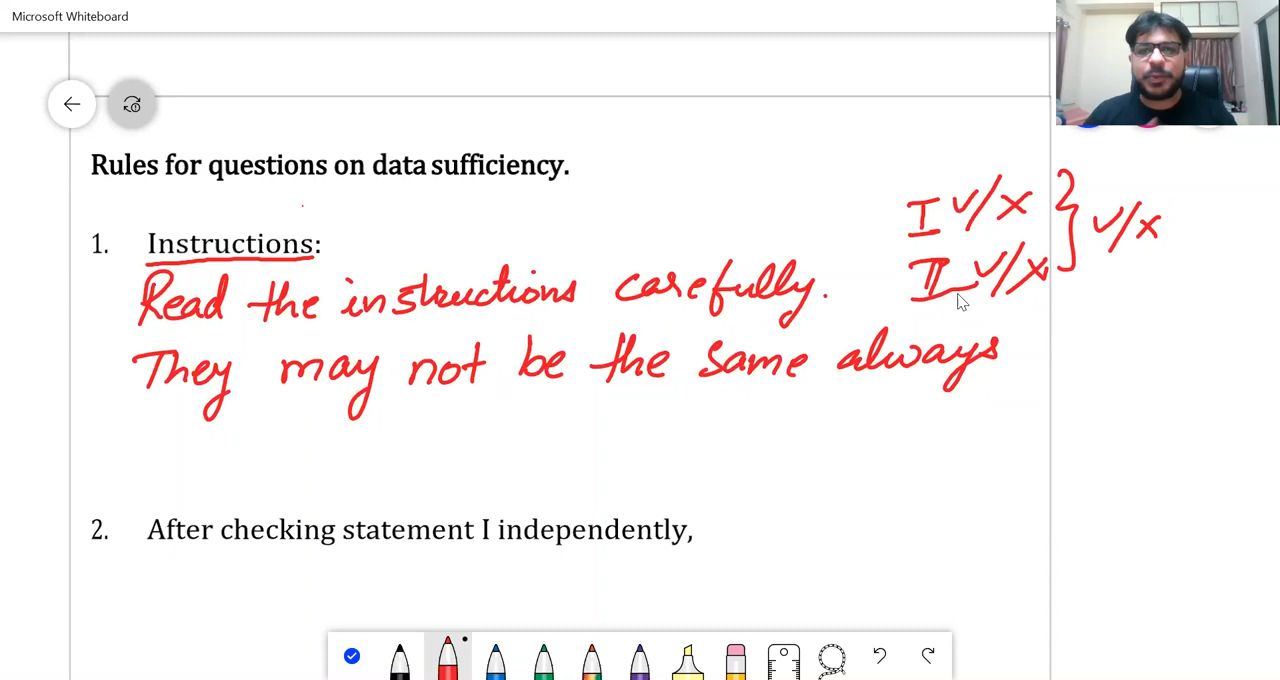 Microsoft Whiteboard
Rules for questions on data sufficiency.
I ✓/✗ } ✓/✗
1. Instructions:
II ✓/✗
Read the instructions carefully.
They may not be the same always
2. After checking statement I independently,